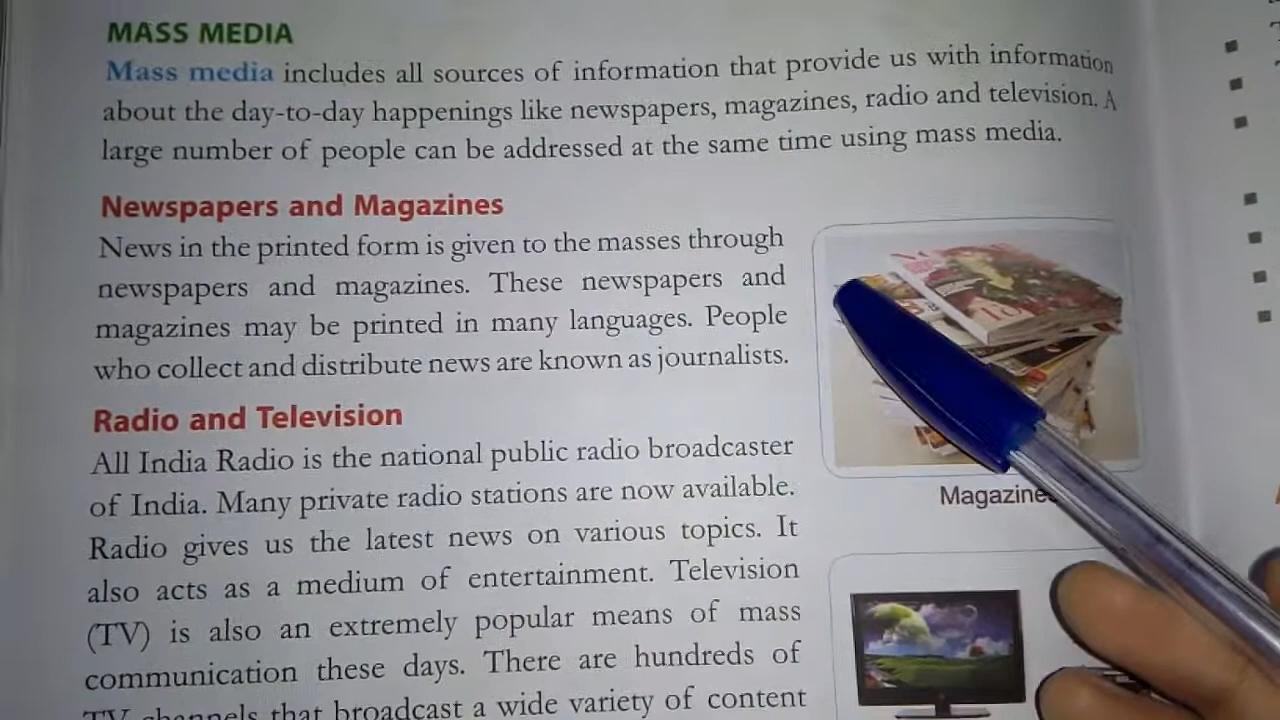 MASS MEDIA
Mass media includes all sources of information that provide us with information
about the day-to-day happenings like newspapers, magazines, radio and television. A
large number of people can be addressed at the same time using mass media.
Newspapers and Magazines
News in the printed form is given to the masses through
newspapers and magazines. These newspapers and
magazines may be printed in many languages. People
who collect and distribute news are known as journalists.
Magazines
Radio and Television
All India Radio is the national public radio broadcaster
of India. Many private radio stations are now available.
Radio gives us the latest news on various topics. It
also acts as a medium of entertainment. Television
(TV) is also an extremely popular means of mass
communication these days. There are hundreds of
TV channels that broadcast a wide variety of content